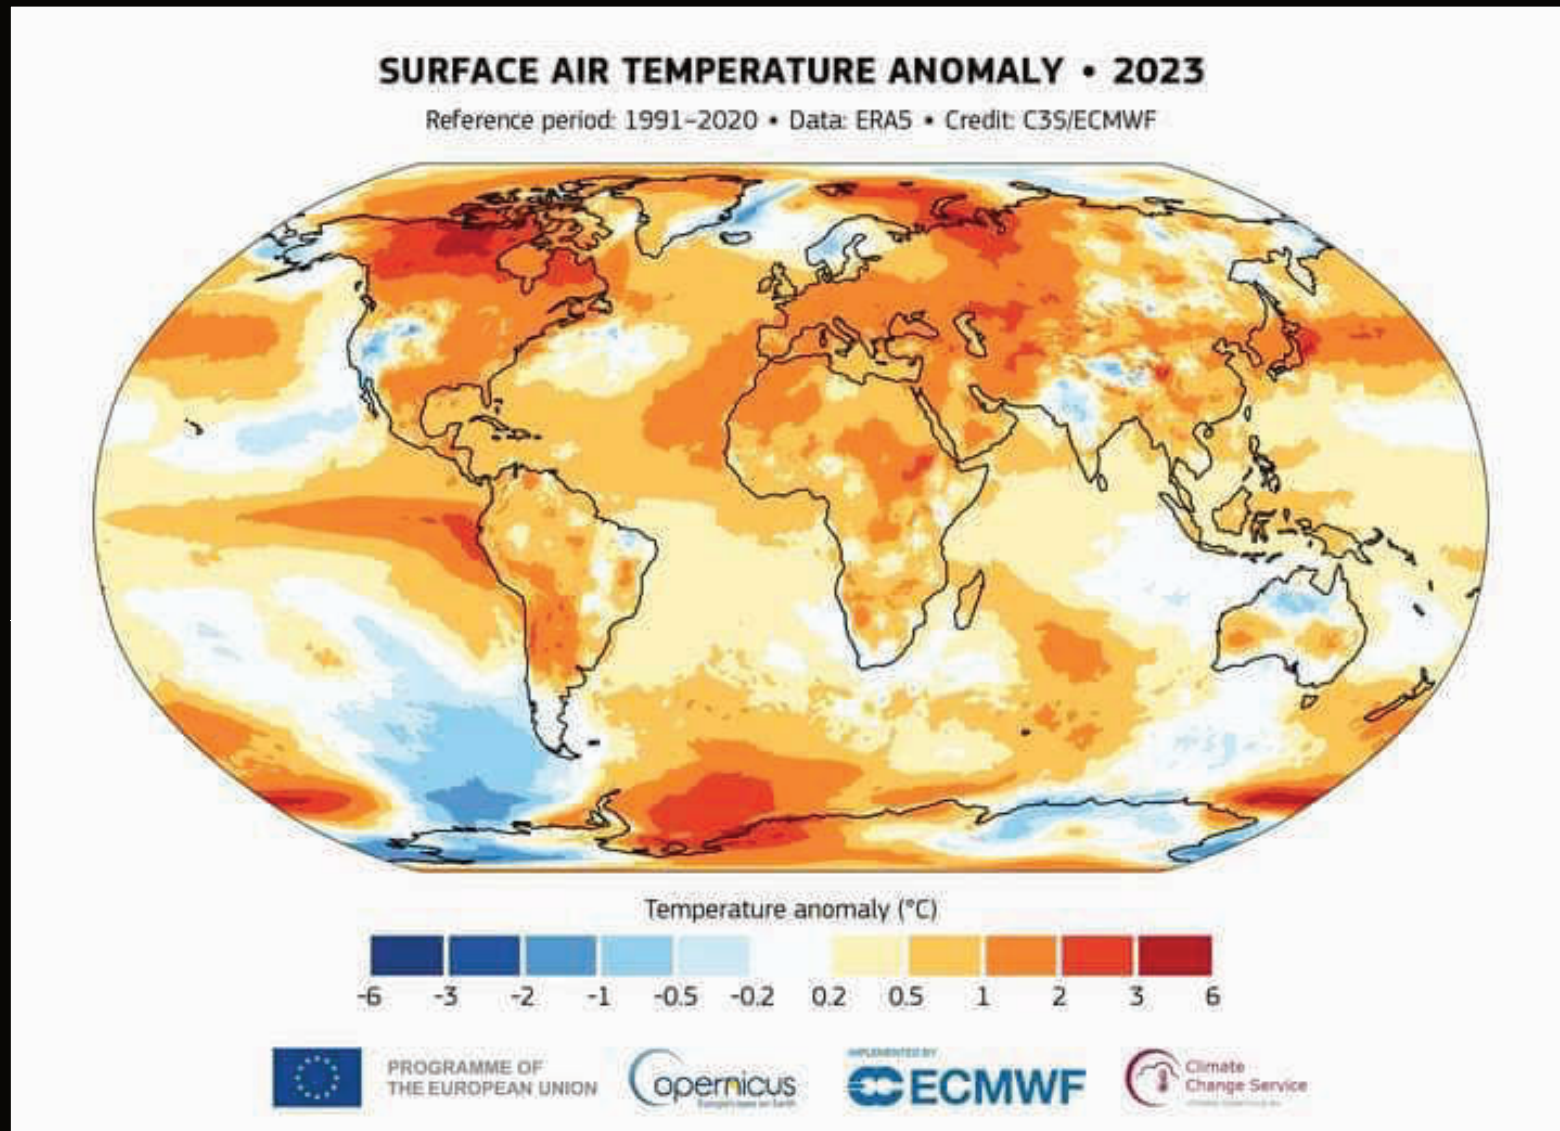 SURFACE AIR TEMPERATURE ANOMALY • 2023
Reference period: 1991–2020 • Data: ERA5 • Credit: C3S/ECMWF
Temperature anomaly (°C)
-6 -3 -2 -1 -0.5 -0.2 0.2 0.5 1 2 3 6
PROGRAMME OF
THE EUROPEAN UNION
opernicus
IMPLEMENTED BY
ECMWF
Climate
Change Service